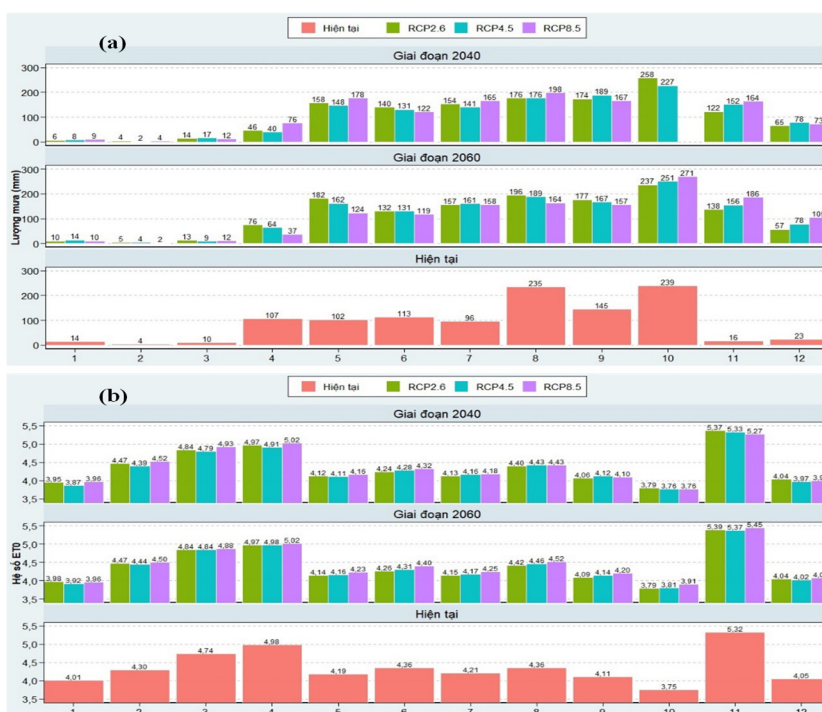 (a)
Hiện tại RCP2.6 RCP4.5 RCP8.5
Giai đoạn 2040
300
200
100
0
6 8 9 4 2 4 14 17 12 46 40 76 158 148 178 140 131 122 154 141 165 176 176 198 174 189 167 258 227 122 152 164 65 78 73
Giai đoạn 2060
Lượng mưa (mm)
300
200
100
0
10 14 10 5 4 2 13 9 12 76 64 37 182 162 124 132 131 119 157 161 158 196 189 164 177 167 157 237 251 271 138 156 186 57 78
Hiện tại
300
200
100
0
14 4 10 107 102 113 96 235 145 239 16 23
1 2 3 4 5 6 7 8 9 10 11 12
(b)
Hiện tại RCP2.6 RCP4.5 RCP8.5
Giai đoạn 2040
5,5
5,0
4,5
4,0
3,5
3,95 3,87 3,96 4,47 4,39 4,52 4,84 4,79 4,93 4,97 4,91 5,02 4,12 4,11 4,16 4,24 4,28 4,32 4,13 4,16 4,18 4,40 4,43 4,43 4,06 4,12 4,10 3,79 3,76 3,76 5,37 5,33 5,27 4,04 3,97
Giai đoạn 2060
Hệ số ET0
5,5
5,0
4,5
4,0
3,5
3,98 3,92 3,96 4,47 4,44 4,50 4,84 4,84 4,88 4,97 4,98 5,02 4,14 4,16 4,23 4,26 4,31 4,40 4,15 4,17 4,25 4,42 4,46 4,52 4,09 4,14 4,20 3,79 3,81 3,91 5,39 5,37 5,45 4,04 4,02
Hiện tại
5,5
5,0
4,5
4,0
3,5
4,01 4,30 4,74 4,98 4,19 4,36 4,21 4,36 4,11 3,75 5,32 4,05
1 2 3 4 5 6 7 8 9 10 11 12